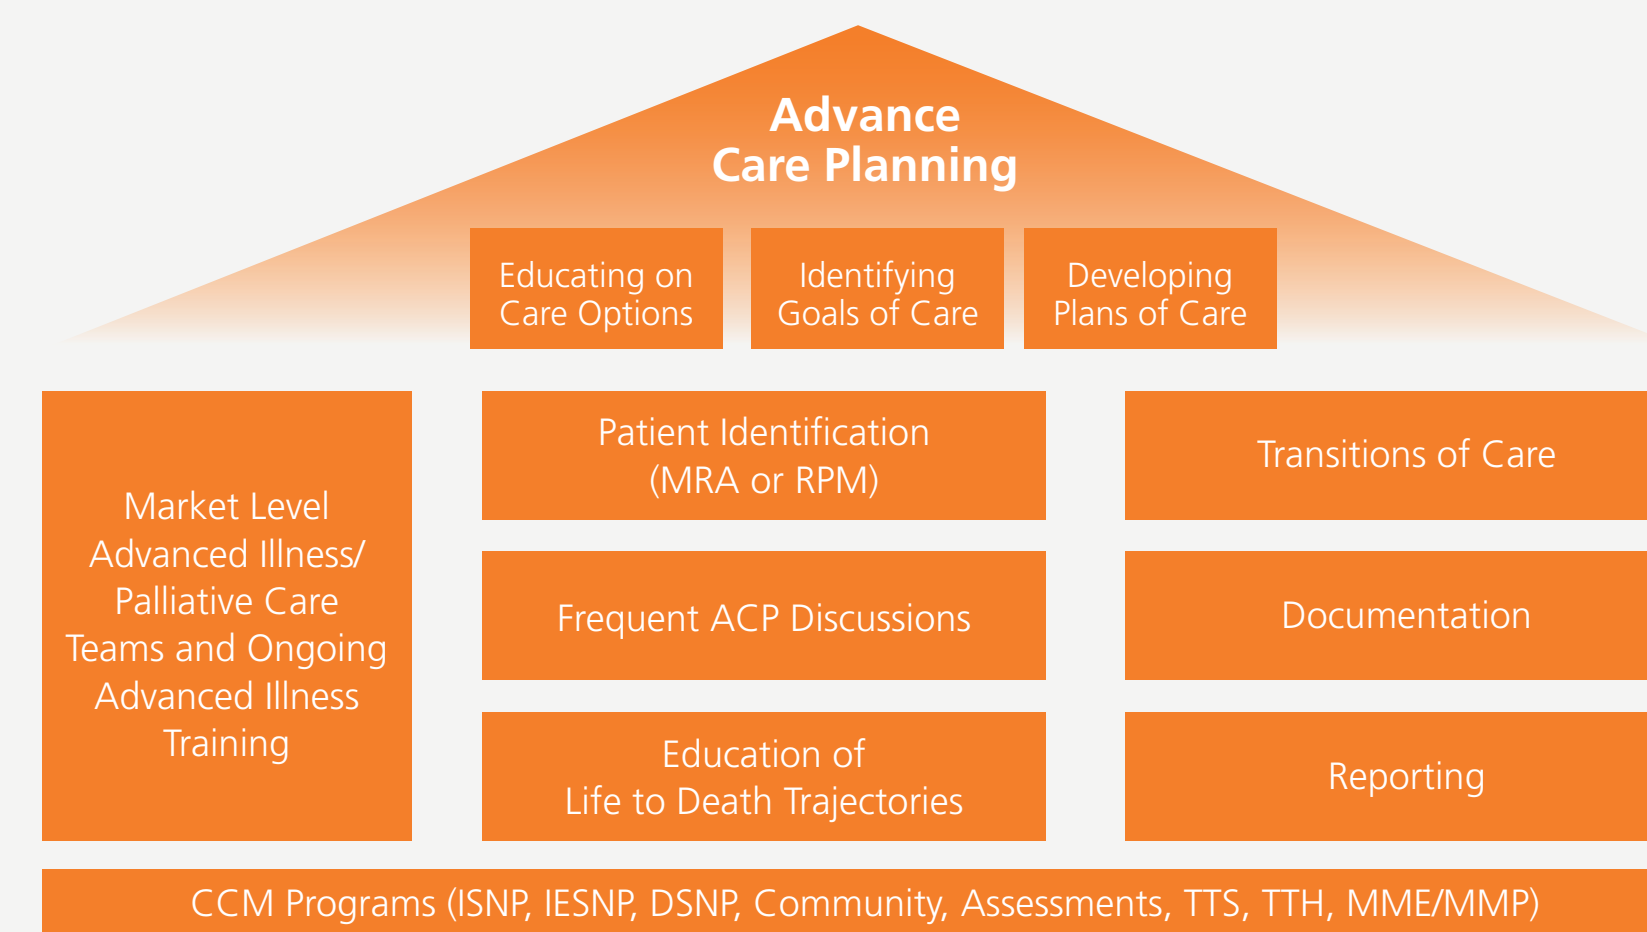 Advance
Care Planning
Educating on
Care Options
Identifying
Goals of Care
Developing
Plans of Care
Market Level
Advanced Illness/
Palliative Care
Teams and Ongoing
Advanced Illness
Training
Patient Identification
(MRA or RPM)
Frequent ACP Discussions
Education of
Life to Death Trajectories
Transitions of Care
Documentation
Reporting
CCM Programs (ISNP, IESNP, DSNP, Community, Assessments, TTS, TTH, MME/MMP)